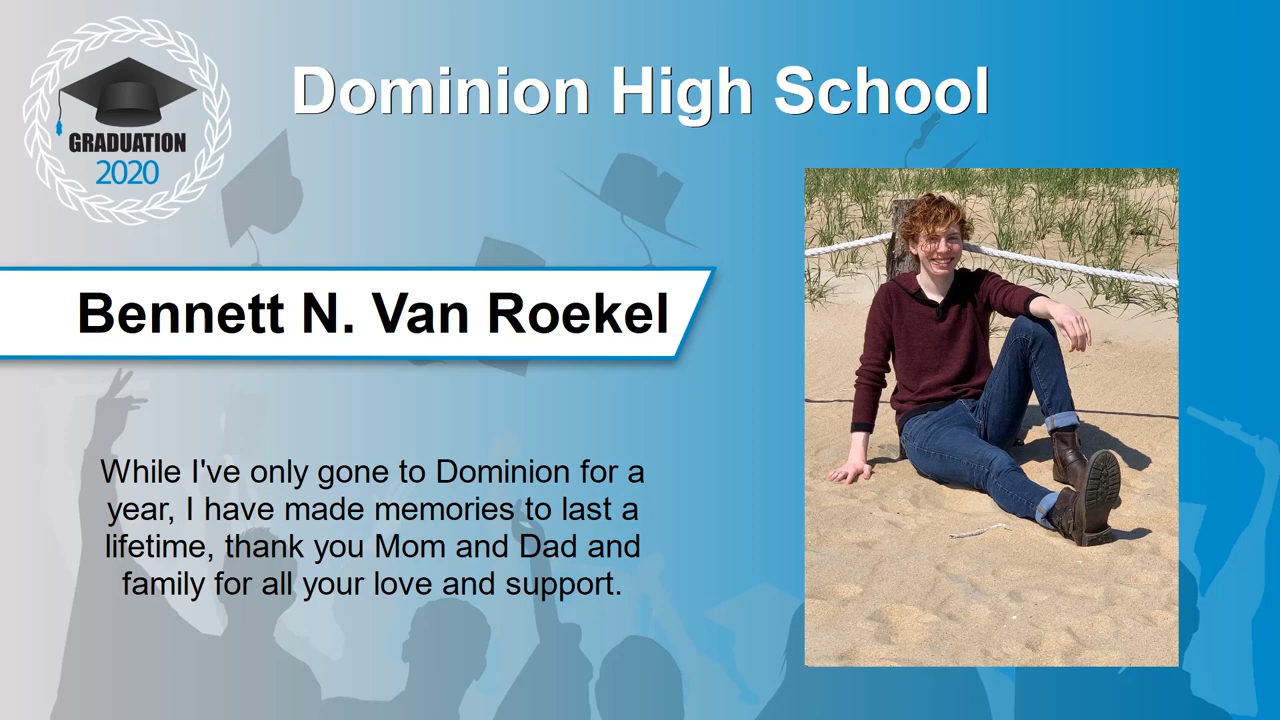 GRADUATION
2020
Dominion High School
Bennett N. Van Roekel
While I've only gone to Dominion for a
year, I have made memories to last a
lifetime, thank you Mom and Dad and
family for all your love and support.